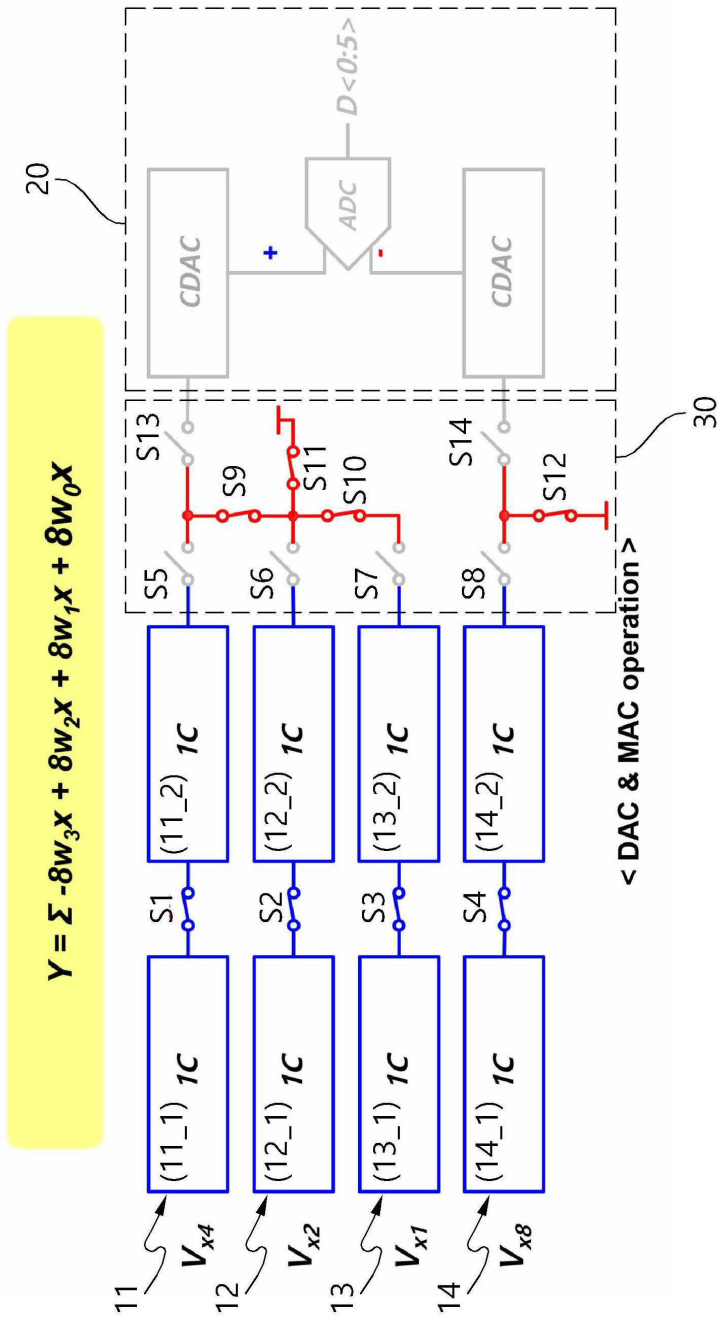 Y = Σ -8w₃x + 8w₂x + 8w₁x + 8w₀x
20
11
Vx4
(11_1) 1C
S1
(11_2) 1C
S5
S13
CDAC
S9
12
Vx2
(12_1) 1C
S2
(12_2) 1C
S6
S11
+
ADC
D<0:5>
-
S10
13
Vx1
(13_1) 1C
S3
(13_2) 1C
S7
14
Vx8
(14_1) 1C
S4
(14_2) 1C
S8
S14
CDAC
S12
30
< DAC & MAC operation >